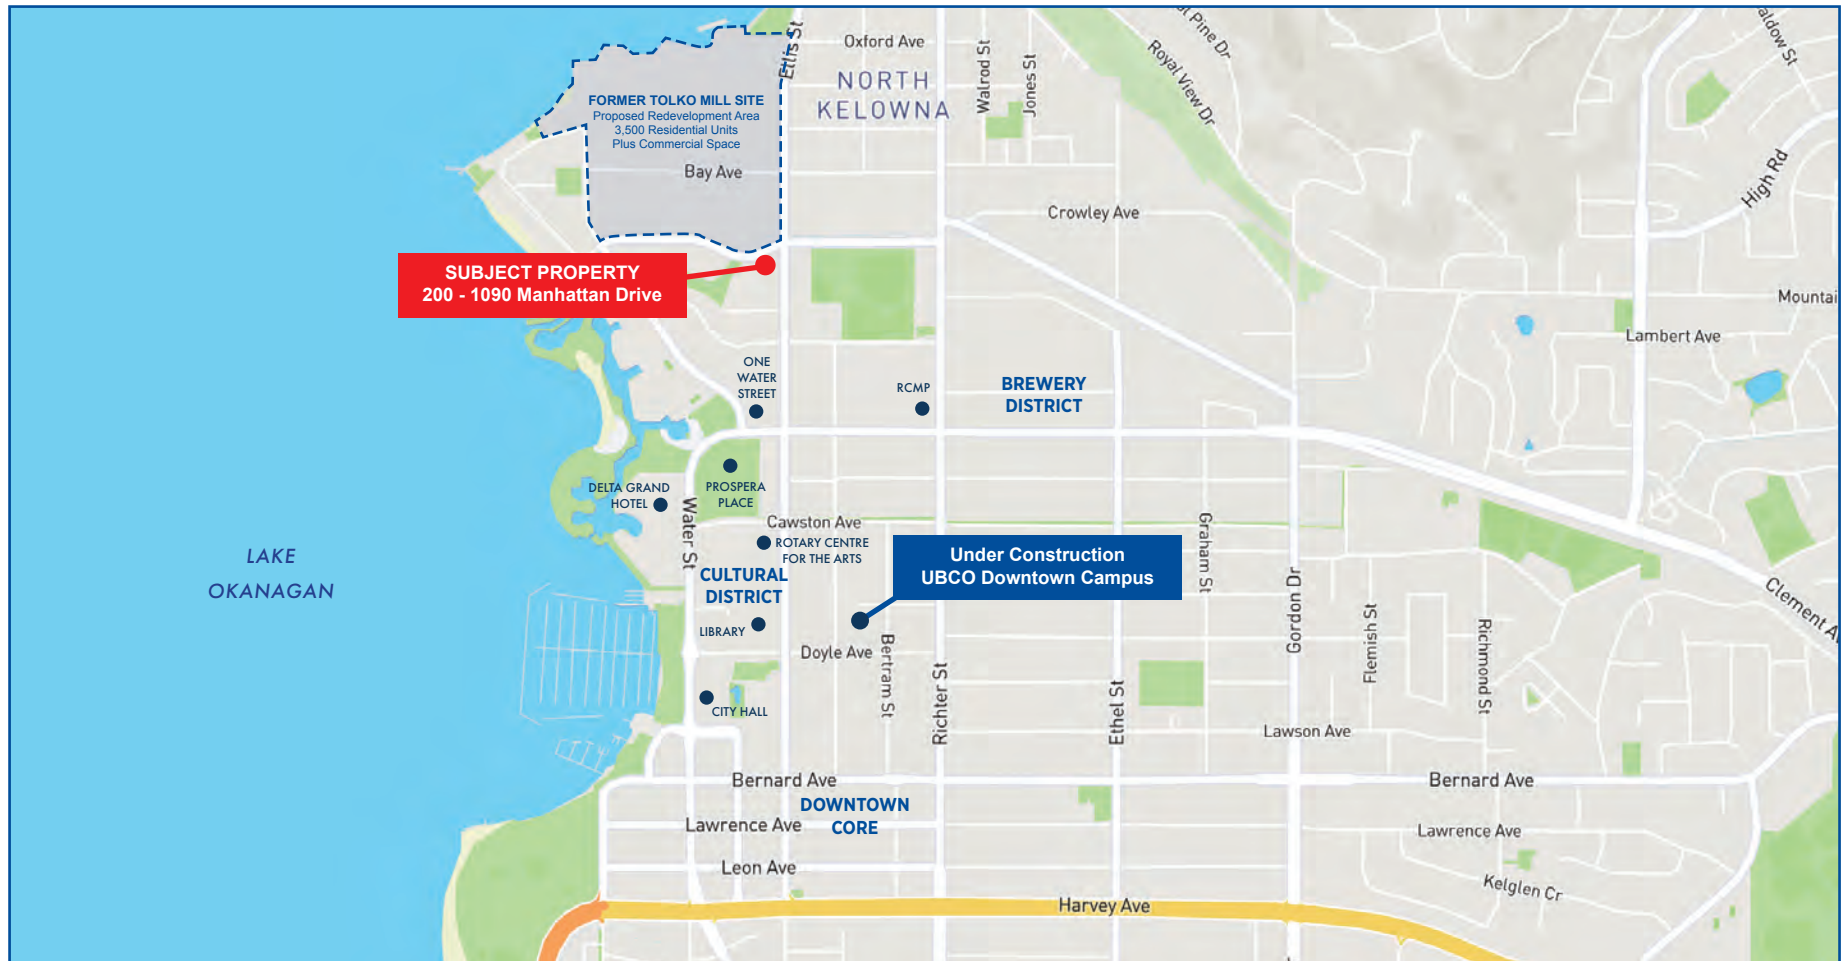 Ellis St
Oxford Ave
Walrod St
Jones St
Royal View Dr
NORTH
KELOWNA
FORMER TOLKO MILL SITE
Proposed Redevelopment Area
3,500 Residential Units
Plus Commercial Space
Bay Ave
Crowley Ave
High Rd
SUBJECT PROPERTY
200 - 1090 Manhattan Drive
Lambert Ave
ONE
WATER
STREET
RCMP
BREWERY
DISTRICT
DELTA GRAND
HOTEL
PROSPERA
PLACE
Water St
Cawston Ave
ROTARY CENTRE
FOR THE ARTS
Under Construction
UBCO Downtown Campus
Graham St
Gordon Dr
LAKE
OKANAGAN
CULTURAL
DISTRICT
LIBRARY
Doyle Ave
Bertram St
Richter St
Ethel St
Flemish St
Richmond St
CITY HALL
Lawson Ave
Bernard Ave
Bernard Ave
DOWNTOWN
CORE
Lawrence Ave
Lawrence Ave
Leon Ave
Kelglen Cr
Harvey Ave
Clement
Pine Dr